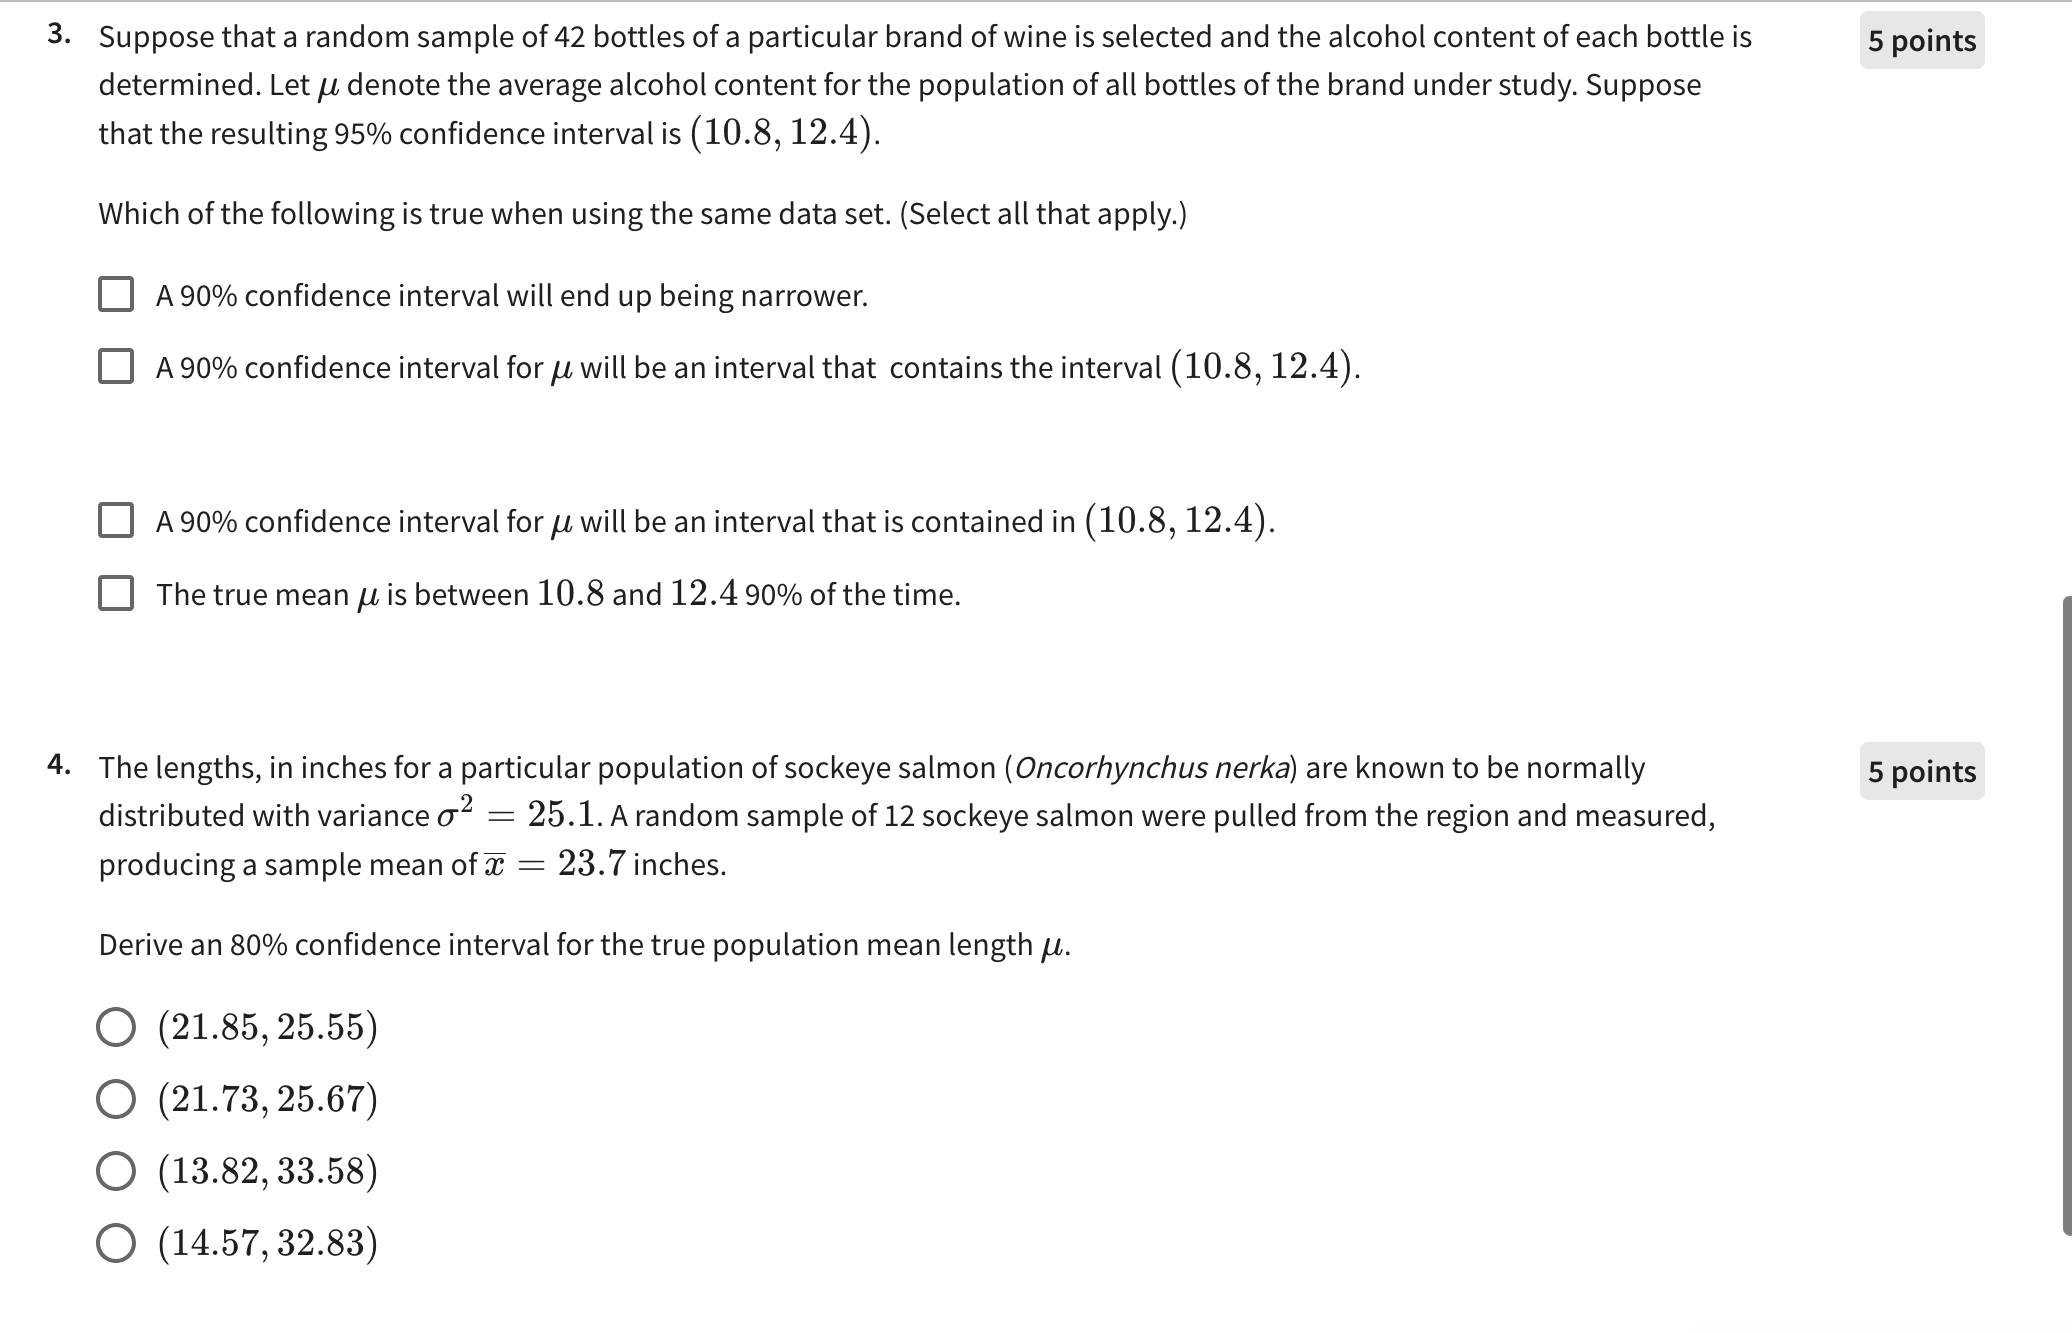 3. Suppose that a random sample of 42 bottles of a particular brand of wine is selected and the alcohol content of each bottle is
5 points
determined. Let μ denote the average alcohol content for the population of all bottles of the brand under study. Suppose
that the resulting 95% confidence interval is (10.8, 12.4).
Which of the following is true when using the same data set. (Select all that apply.)
A 90% confidence interval will end up being narrower.
A 90% confidence interval for μ will be an interval that contains the interval (10.8, 12.4).
A 90% confidence interval for μ will be an interval that is contained in (10.8, 12.4).
The true mean μ is between 10.8 and 12.4 90% of the time.
4. The lengths, in inches for a particular population of sockeye salmon (Oncorhynchus nerka) are known to be normally
5 points
distributed with variance σ² = 25.1. A random sample of 12 sockeye salmon were pulled from the region and measured,
producing a sample mean of x̅ = 23.7 inches.
Derive an 80% confidence interval for the true population mean length μ.
(21.85, 25.55)
(21.73, 25.67)
(13.82, 33.58)
(14.57, 32.83)